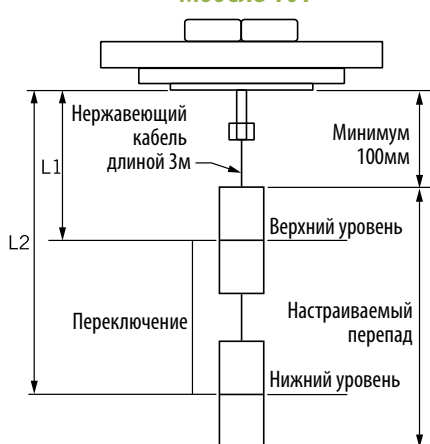 Нержавеющий
кабель
длиной 3м
Минимум
100мм
L1
Верхний уровень
L2
Переключение
Настраиваемый
перепад
Нижний уровень